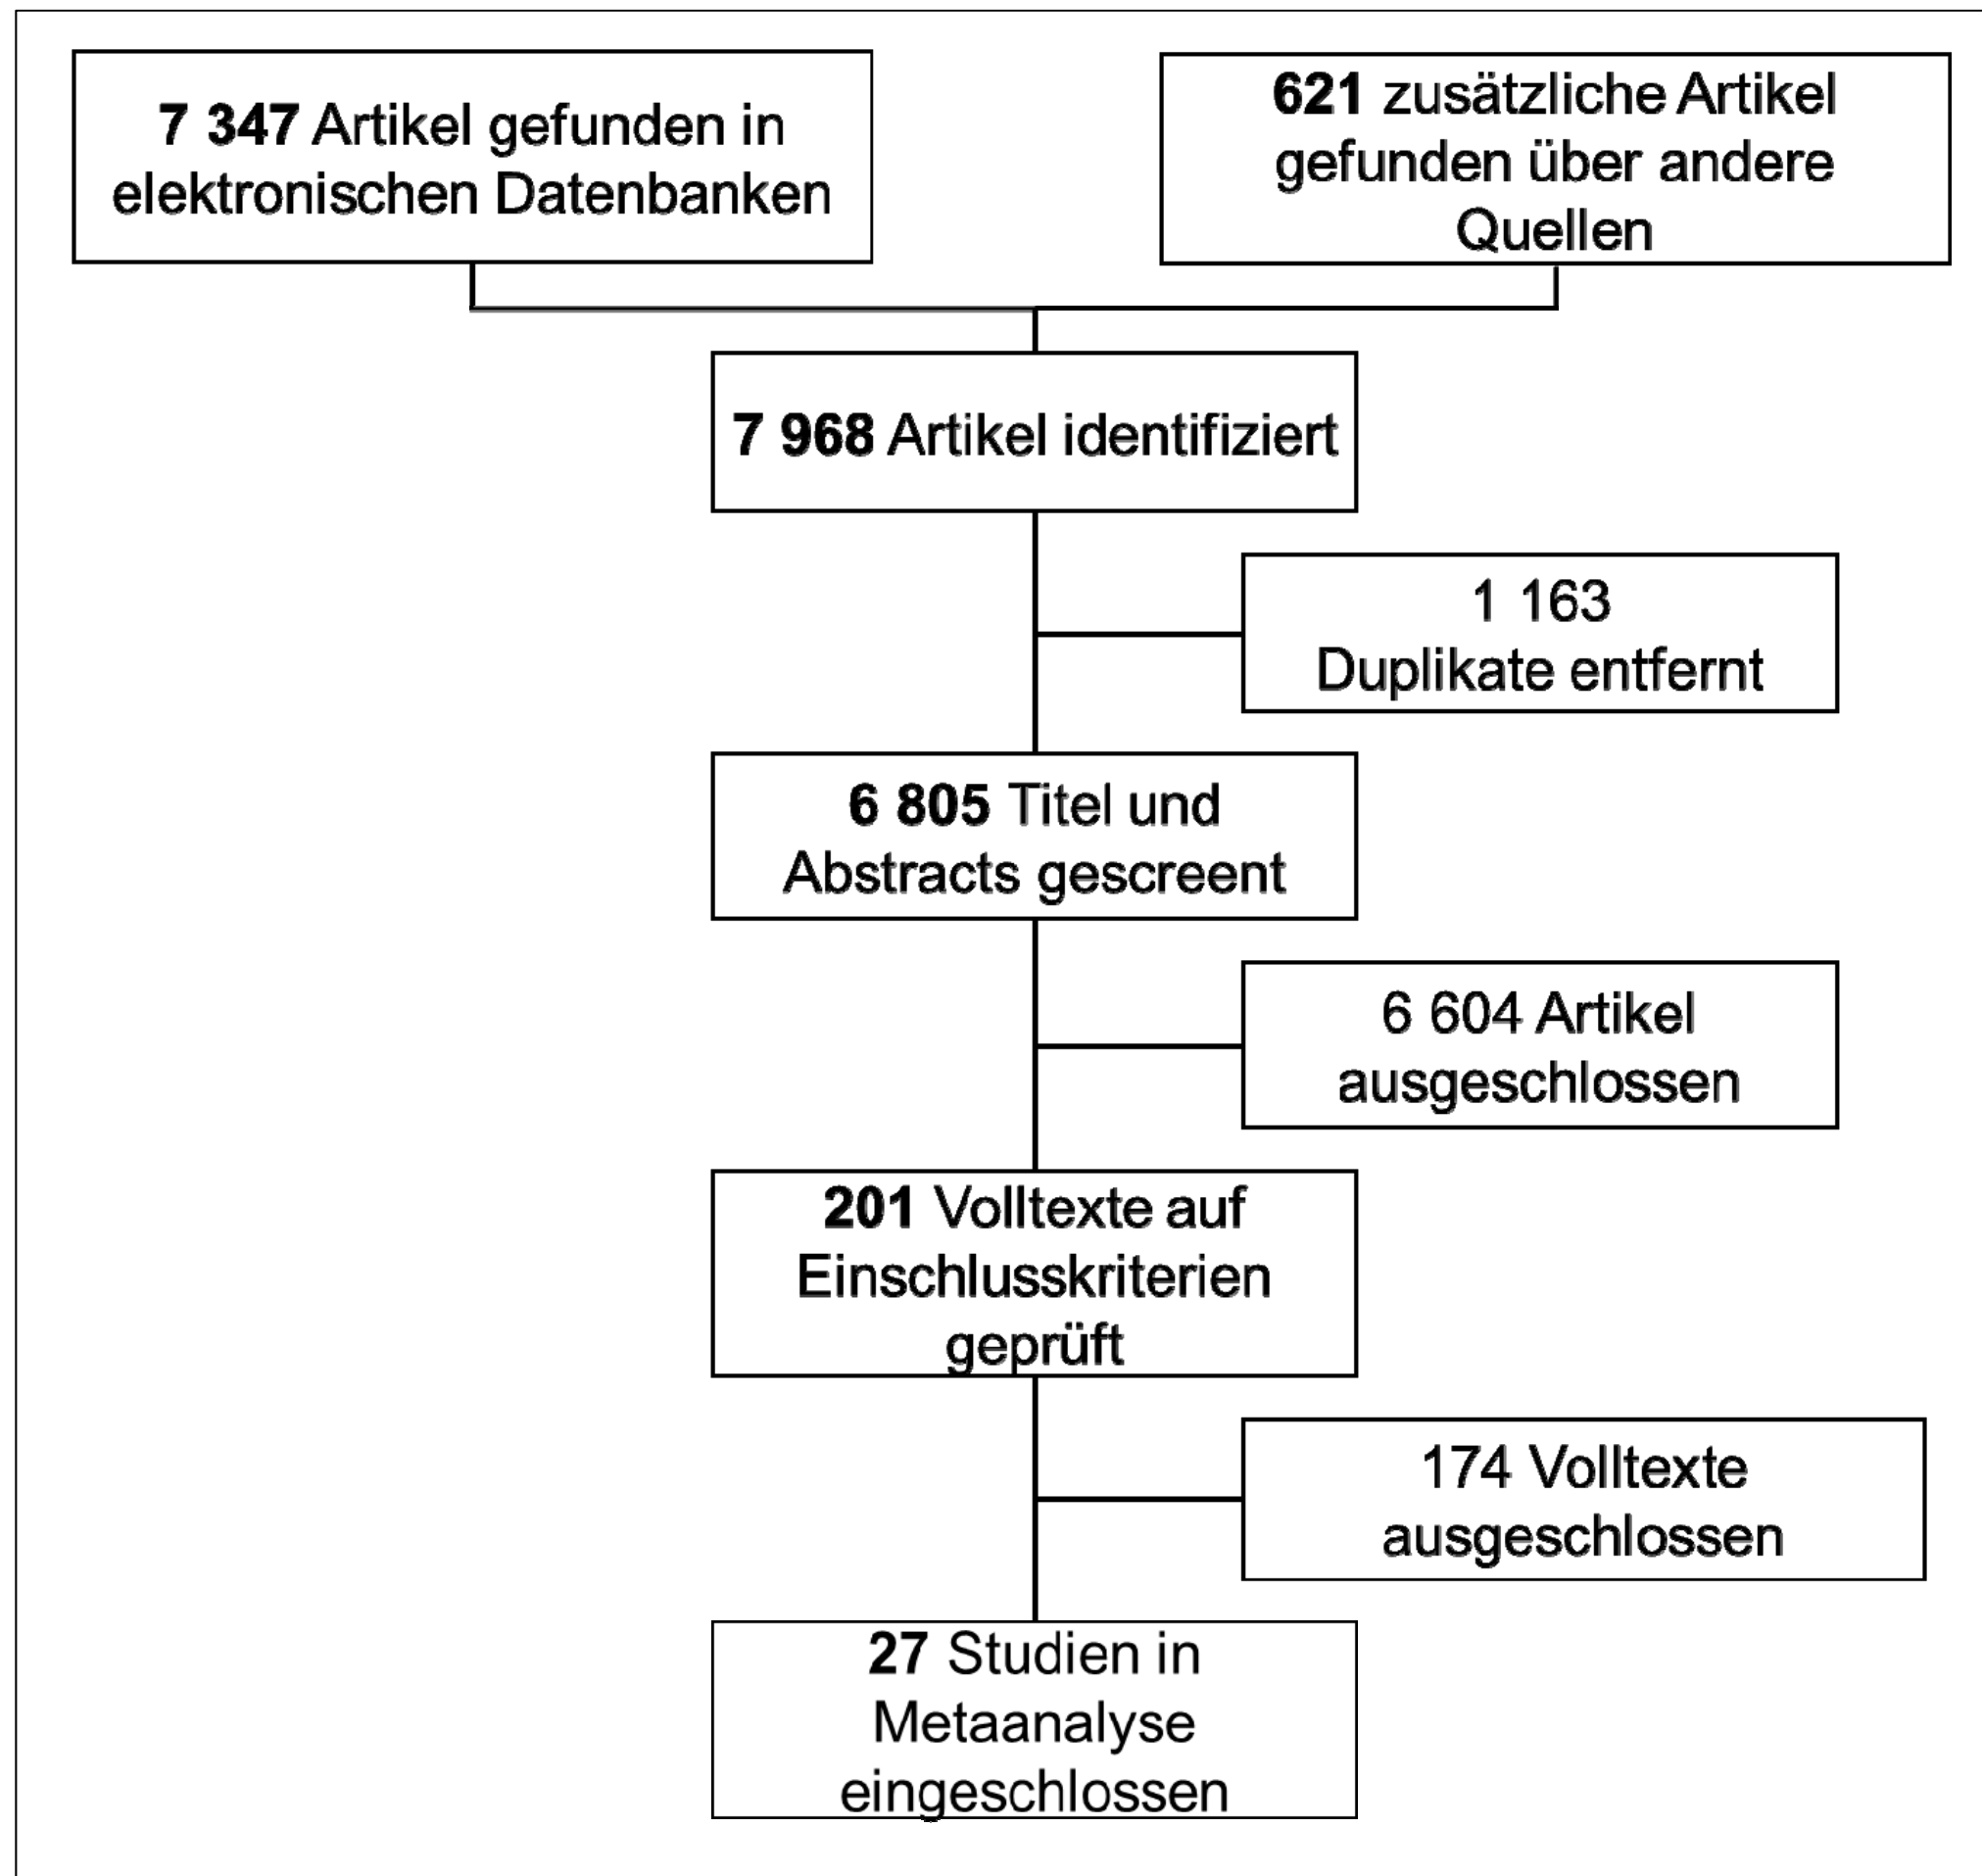 7 347 Artikel gefunden in
elektronischen Datenbanken
621 zusätzliche Artikel
gefunden über andere
Quellen
7 968 Artikel identifiziert
1 163
Duplikate entfernt
6 805 Titel und
Abstracts gescreent
6 604 Artikel
ausgeschlossen
201 Volltexte auf
Einschlusskriterien
geprüft
174 Volltexte
ausgeschlossen
27 Studien in
Metaanalyse
eingeschlossen